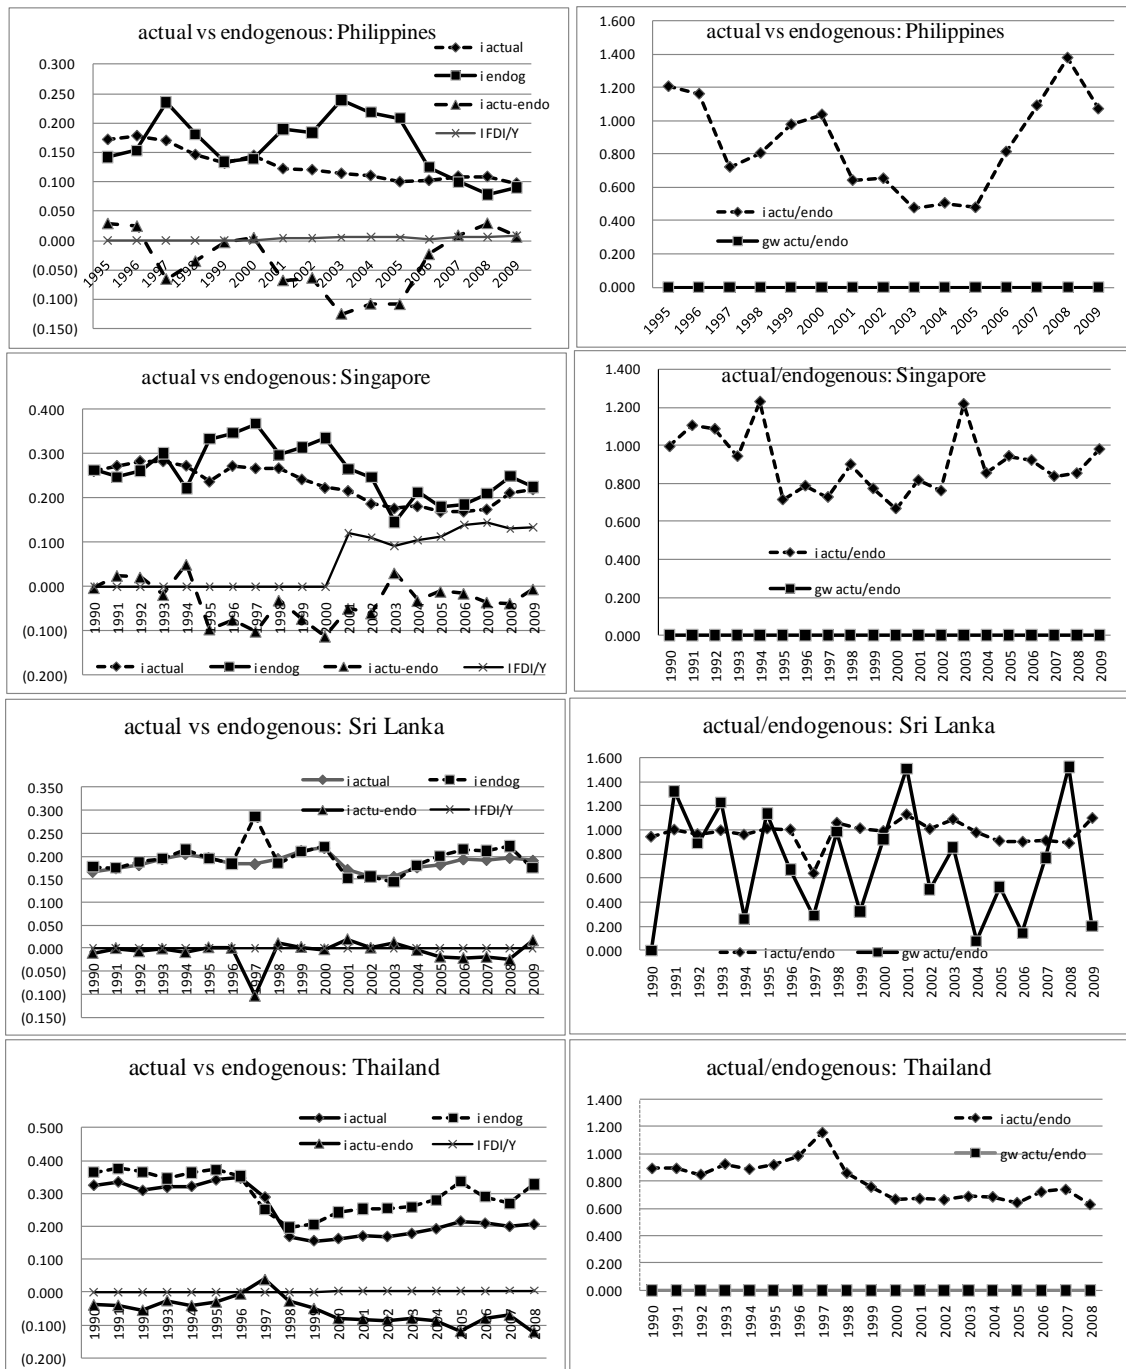 actual vs endogenous: Philippines
i actual
i endog
i actu-endo
I FDI/Y
0.300
0.250
0.200
0.150
0.100
0.050
0.000
(0.050)
(0.100)
(0.150)
1995 1996 1997 1998 1999 2000 2001 2002 2003 2004 2005 2006 2007 2008 2009
actual vs endogenous: Philippines
1.600
1.400
1.200
1.000
0.800
0.600
0.400
0.200
0.000
i actu/endo
gw actu/endo
1995 1996 1997 1998 1999 2000 2001 2002 2003 2004 2005 2006 2007 2008 2009
actual vs endogenous: Singapore
0.400
0.300
0.200
0.100
0.000
(0.100)
(0.200)
1990 1991 1992 1993 1994 1995 1996 1997 1998 1999 2000 2001 2002 2003 2004 2005 2006 2007 2008 2009
i actual i endog i actu-endo I FDI/Y
actual/endogenous: Singapore
1.400
1.200
1.000
0.800
0.600
0.400
0.200
0.000
i actu/endo
gw actu/endo
1990 1991 1992 1993 1994 1995 1996 1997 1998 1999 2000 2001 2002 2003 2004 2005 2006 2007 2008 2009
actual vs endogenous: Sri Lanka
i actual i endog
i actu-endo I FDI/Y
0.350
0.300
0.250
0.200
0.150
0.100
0.050
0.000
(0.050)
(0.100)
(0.150)
1990 1991 1992 1993 1994 1995 1996 1997 1998 1999 2000 2001 2002 2003 2004 2005 2006 2007 2008 2009
actual/endogenous: Sri Lanka
1.600
1.400
1.200
1.000
0.800
0.600
0.400
0.200
0.000
i actu/endo gw actu/endo
1990 1991 1992 1993 1994 1995 1996 1997 1998 1999 2000 2001 2002 2003 2004 2005 2006 2007 2008 2009
actual vs endogenous: Thailand
i actual i endog
i actu-endo I FDI/Y
0.500
0.400
0.300
0.200
0.100
0.000
(0.100)
(0.200)
1990 1991 1992 1993 1994 1995 1996 1997 1998 1999 2000 2001 2002 2003 2004 2005 2006 2007 2008
actual/endogenous: Thailand
1.400
1.200
1.000
0.800
0.600
0.400
0.200
0.000
i actu/endo
gw actu/endo
1990 1991 1992 1993 1994 1995 1996 1997 1998 1999 2000 2001 2002 2003 2004 2005 2006 2007 2008